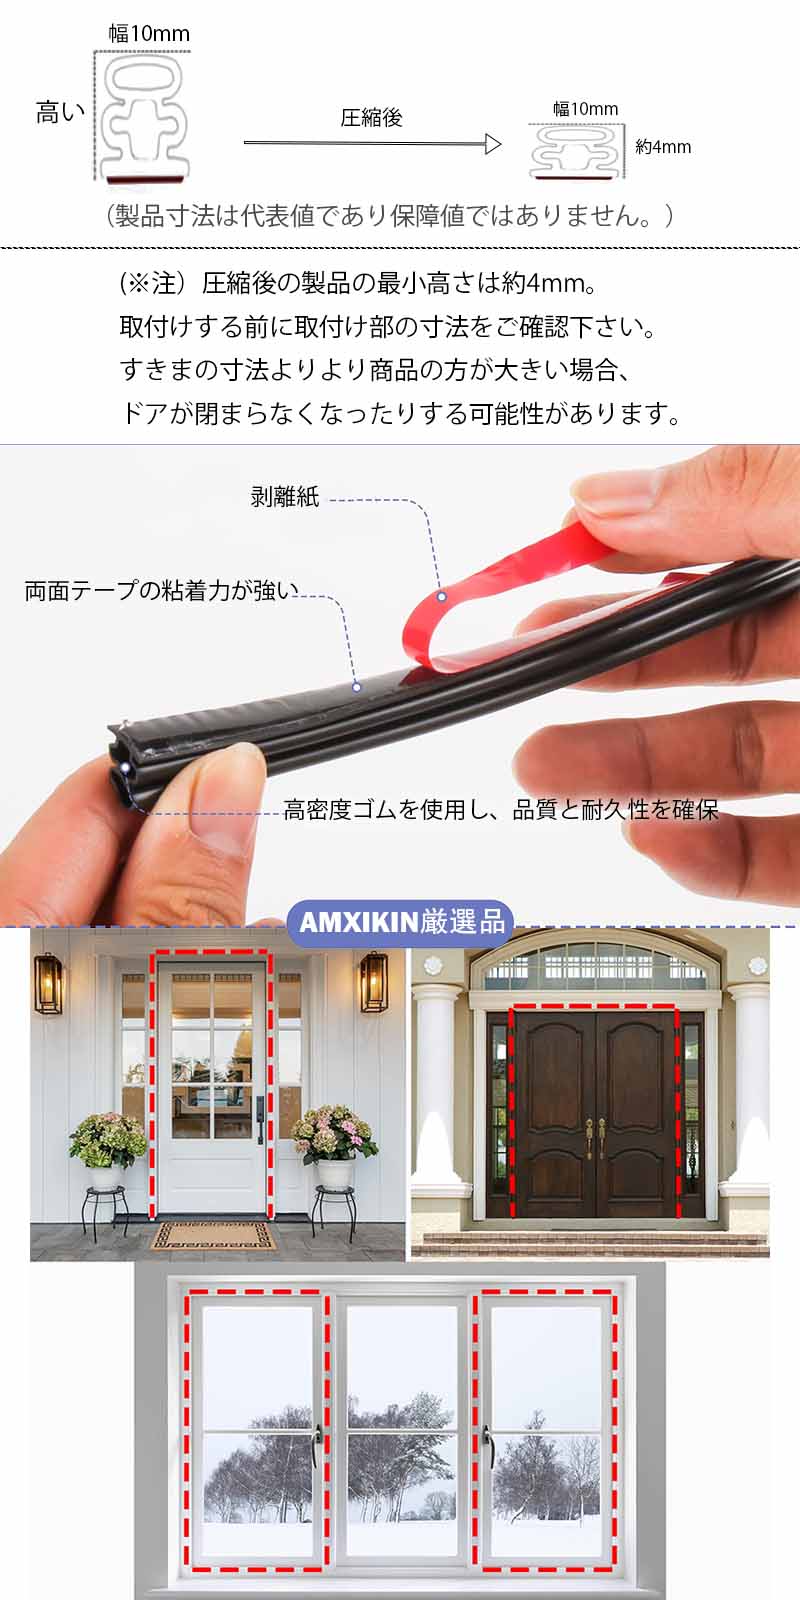 幅10mm
高い
圧縮後
幅10mm
約4mm
（製品寸法は代表値であり保障値ではありません。）
(※注）圧縮後の製品の最小高さは約4mm。
取付けする前に取付け部の寸法をご確認下さい。
すきまの寸法よりより商品の方が大きい場合、
ドアが閉まらなくなったりする可能性があります。
剥離紙
両面テープの粘着力が強い
高密度ゴムを使用し、品質と耐久性を確保
AMXIKIN厳選品